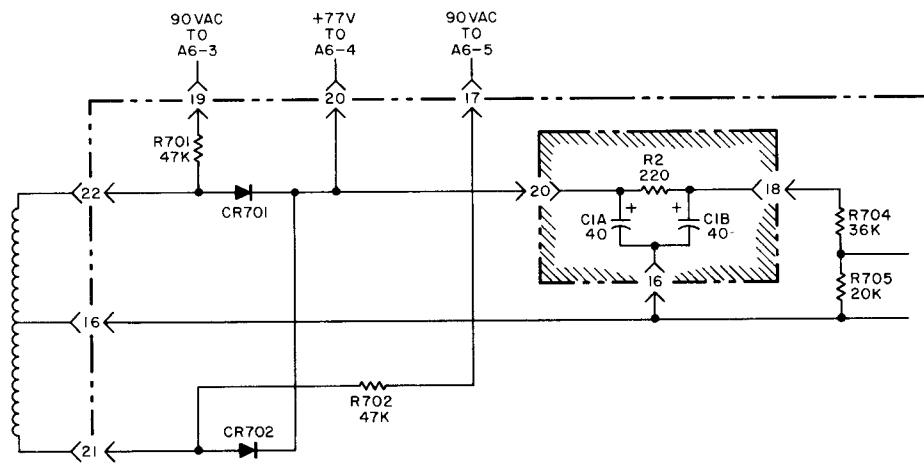 90VAC
TO
A6-3
+77V
TO
A6-4
90VAC
TO
A6-5
19
20
17
R701
47K
22
CR701
20
R2
220
18
C1A
40
+
+
C1B
40
16
R704
36K
R705
20K
16
R702
47K
CR702
21